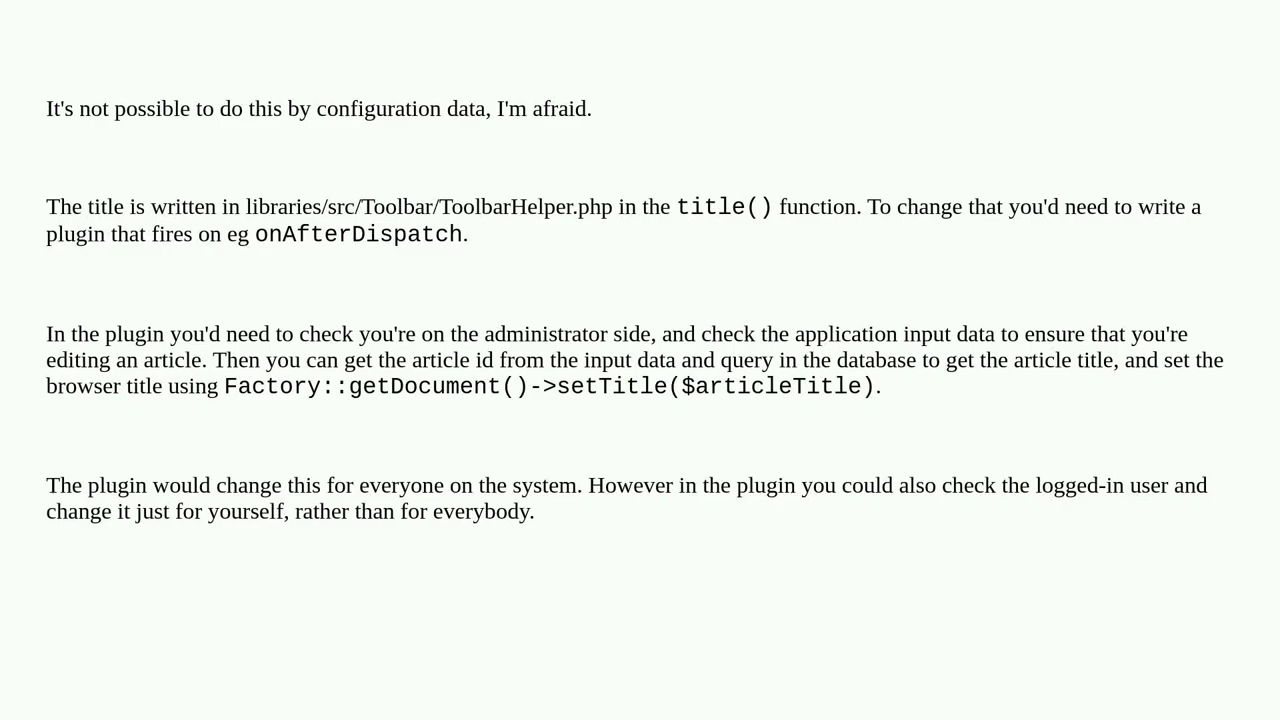 It's not possible to do this by configuration data, I'm afraid.
The title is written in libraries/src/Toolbar/ToolbarHelper.php in the title() function. To change that you'd need to write a
plugin that fires on eg onAfterDispatch.
In the plugin you'd need to check you're on the administrator side, and check the application input data to ensure that you're
editing an article. Then you can get the article id from the input data and query in the database to get the article title, and set the
browser title using Factory::getDocument()->setTitle($articleTitle).
The plugin would change this for everyone on the system. However in the plugin you could also check the logged-in user and
change it just for yourself, rather than for everybody.